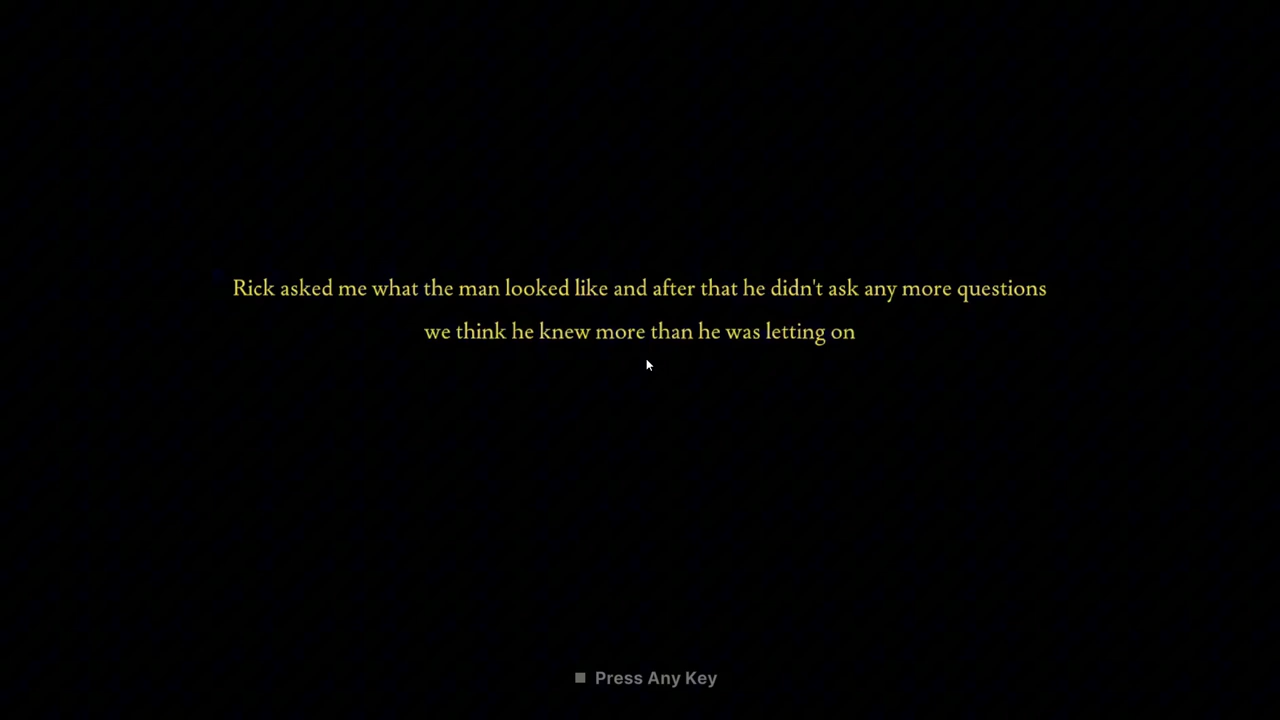 Rick asked me what the man looked like and after that he didn't ask any more questions
we think he knew more than he was letting on
Press Any Key